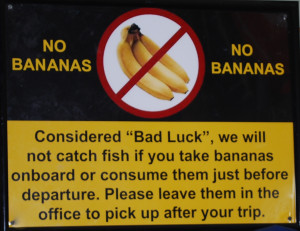 NO
BANANAS
NO
BANANAS
Considered "Bad Luck", we will
not catch fish if you take bananas
onboard or consume them just before
departure. Please leave them in the
office to pick up after your trip.